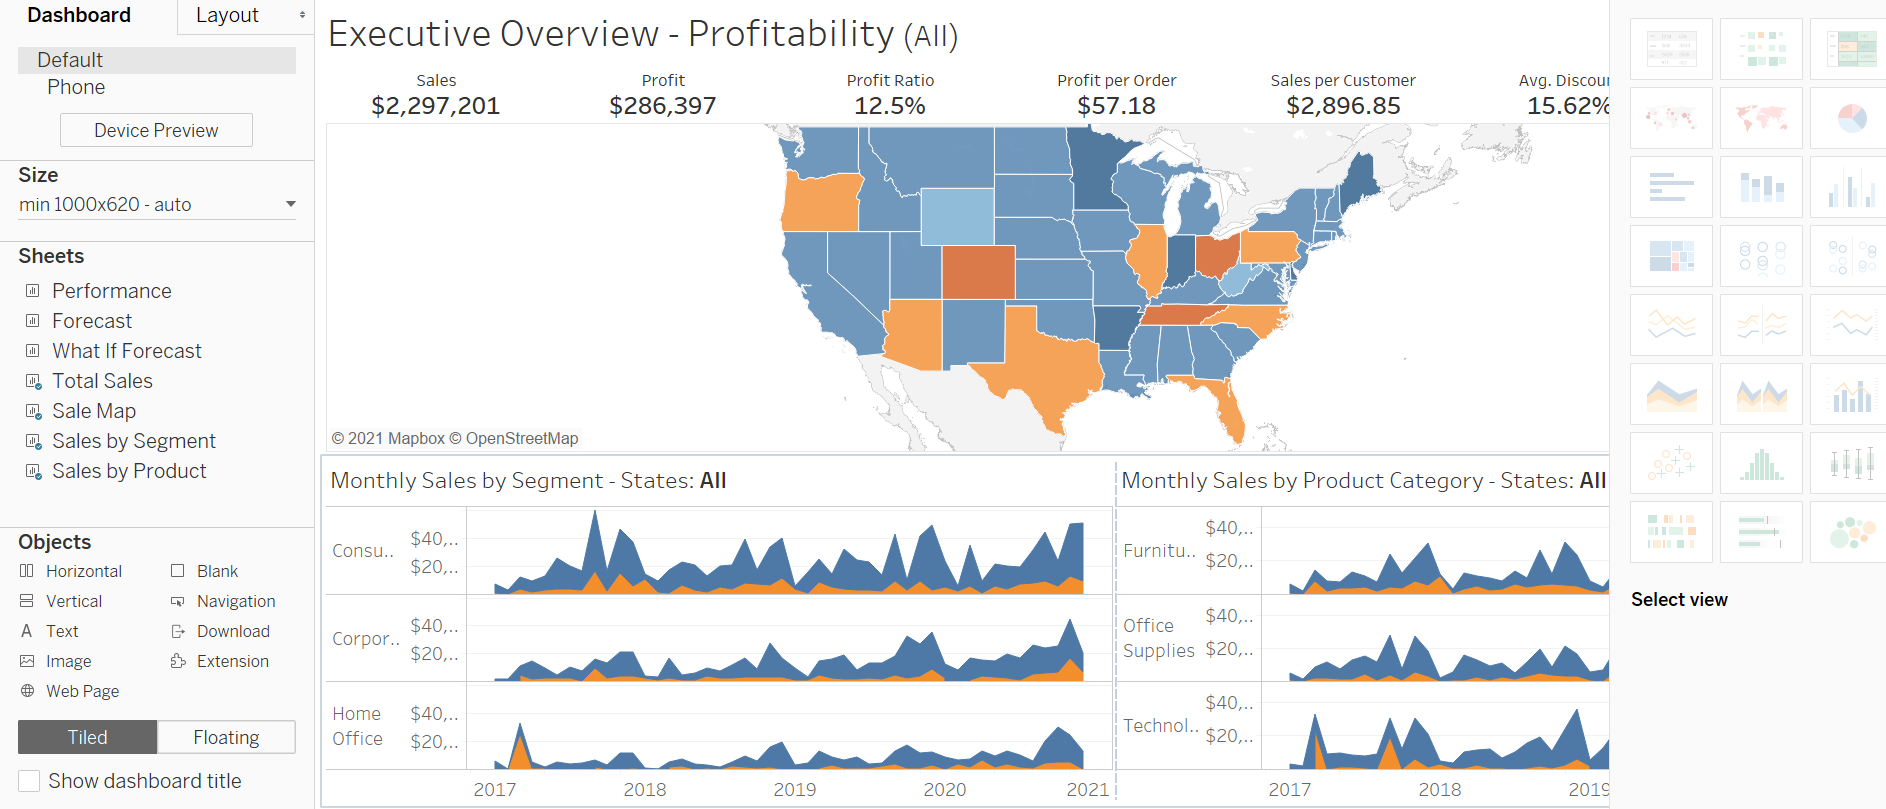 Dashboard
Layout
Default
Phone
Device Preview
Size
min 1000x620 - auto
Sheets
Performance
Forecast
What If Forecast
Total Sales
Sale Map
Sales by Segment
Sales by Product
Objects
Horizontal
Blank
Vertical
Navigation
A Text
Download
Image
Extension
Web Page
Tiled
Floating
Show dashboard title
Executive Overview - Profitability (All)
Sales
Profit
Profit Ratio
Profit per Order
Sales per Customer
Avg. Discoun
$2,297,201
$286,397
12.5%
$57.18
$2,896.85
15.62%
© 2021 Mapbox © OpenStreetMap
Monthly Sales by Segment - States: All
Consu..
$40,..
$20,..
Corpor..
$40,..
$20,..
Home
Office
$40,..
$20,..
2017
2018
2019
2020
2021
Monthly Sales by Product Category - States: All
Furnitu..
$40,..
$20,..
Office
Supplies
$40,..
$20,..
Technol..
$40,..
$20,..
2017
2018
2019
Select view